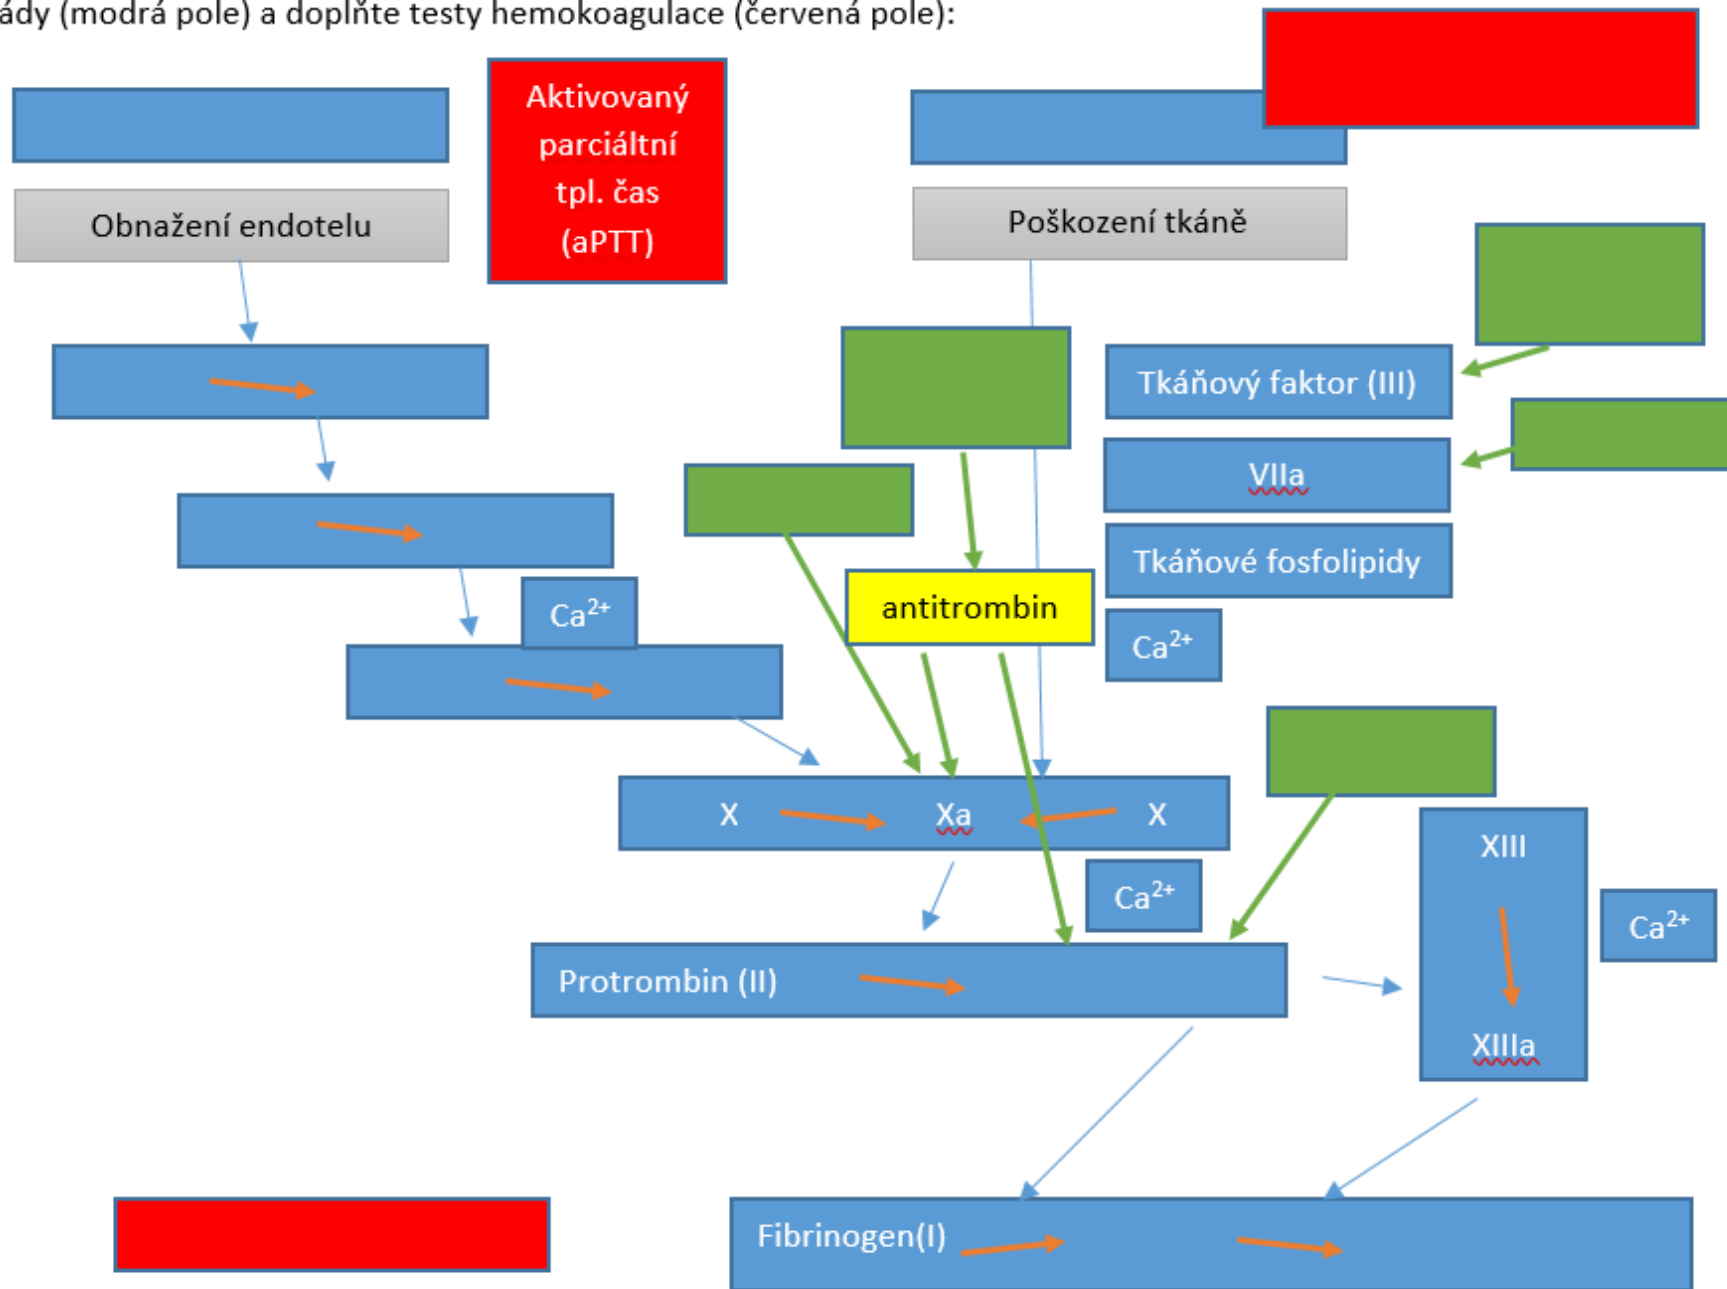 ády (modrá pole) a doplňte testy hemokoagulace (červená pole):
Aktivovaný
parciáltní
tpl. čas
(aPTT)
Obnažení endotelu
Poškození tkáně
Tkáňový faktor (III)
VIIa
Tkáňové fosfolipidy
Ca²⁺
antitrombin
Ca²⁺
X
Xa
X
Ca²⁺
XIII
Ca²⁺
XIIIa
Protrombin (II)
Fibrinogen(I)